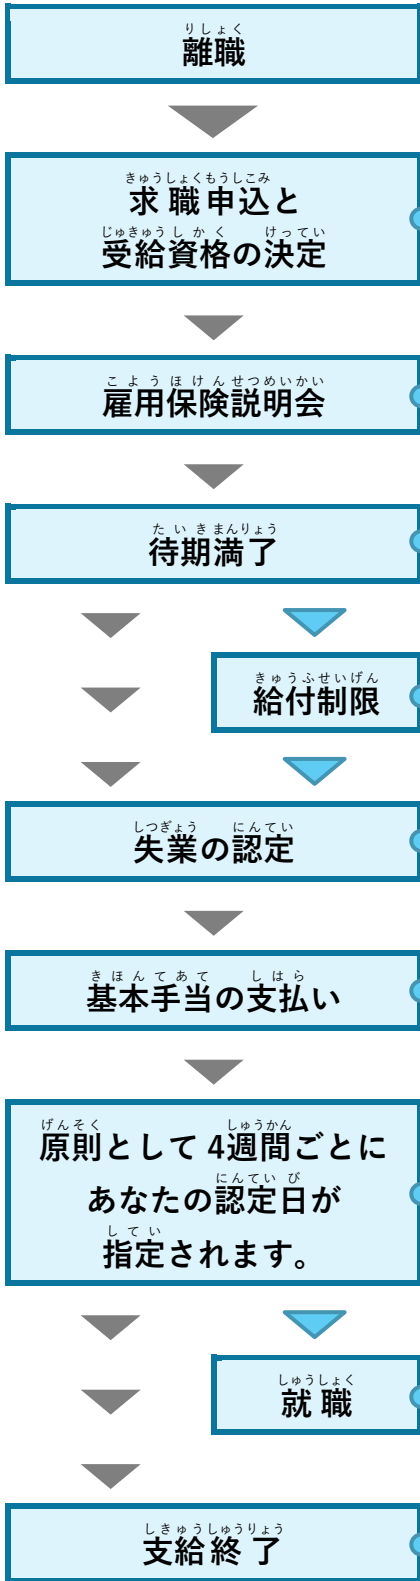 りしょく
離職
きゅうしょくもうしこみ
求職申込と
じゅきゅうしかく けってい
受給資格の決定
こようほけんせつめいかい
雇用保険説明会
たいきまんりょう
待期満了
きゅうふせいげん
給付制限
しつぎょう にんてい
失業の認定
きほんてあて しはら
基本手当の支払い
げんそく しゅうかん
原則として4週間ごとに
にんていび
あなたの認定日が
してい
指定されます。
しゅうしょく
就職
しきゅうしゅうりょう
支給終了